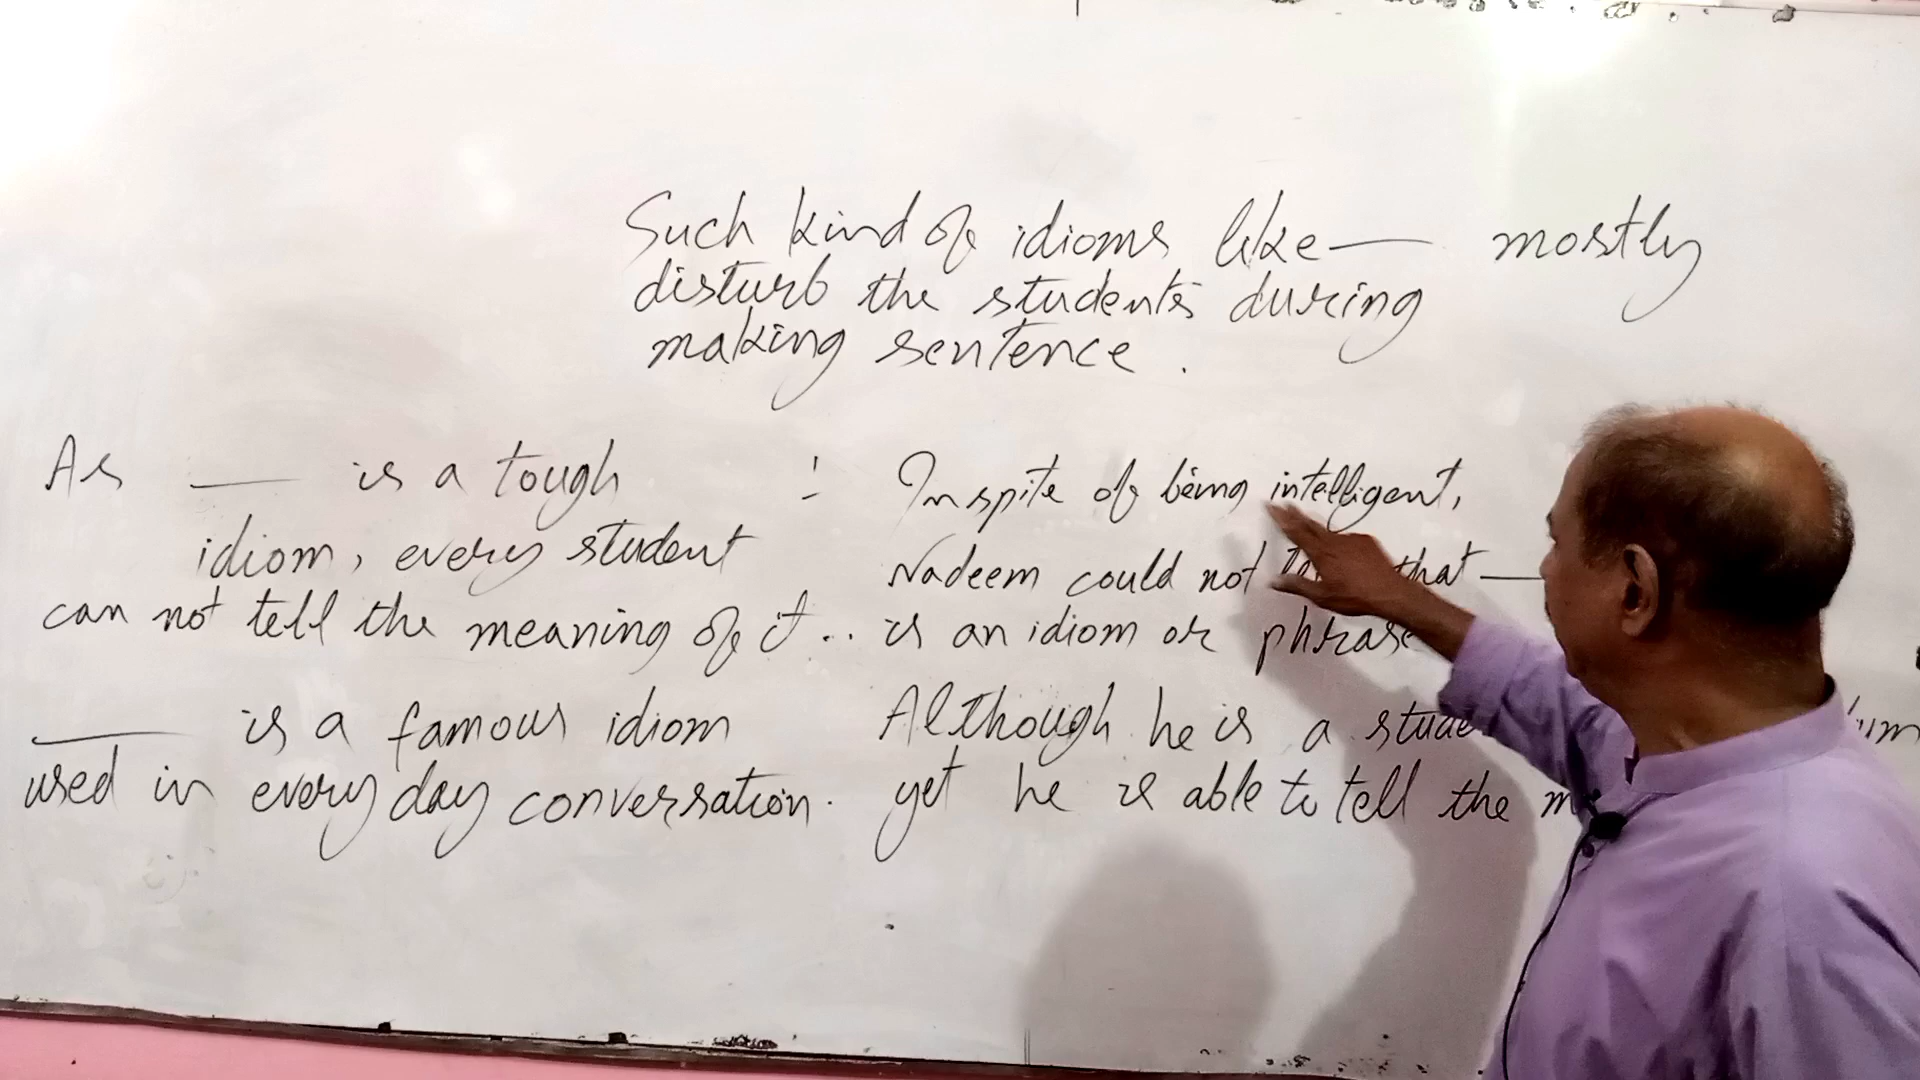 Such kind of idioms like — mostly
disturb the students during
making sentence.
As — is a tough
idiom, every student
can not tell the meaning of it..
— is a famous idiom
used in every day conversation.
Inspite of being intelligent,
Nadeem could not that —
is an idiom or phrase
Although he is a
yet he is able to tell the